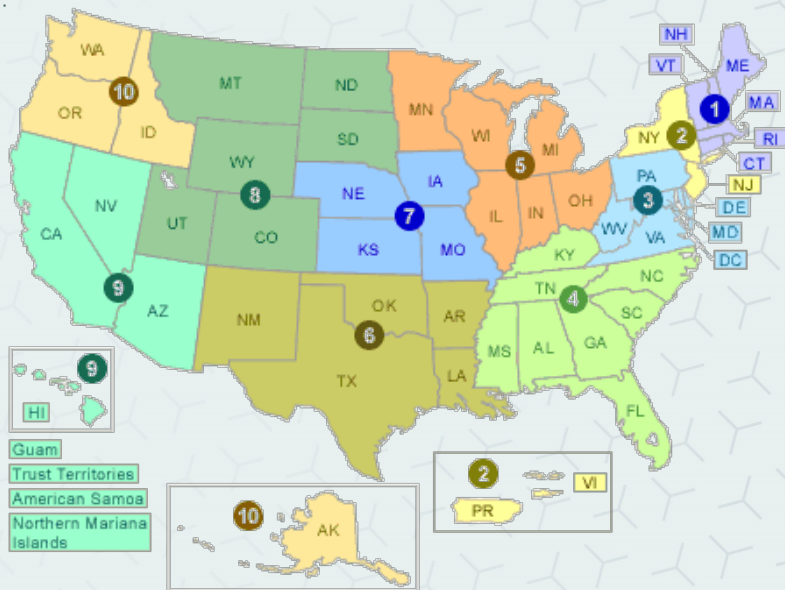 .
NH
WA
VT
ME
MT
ND
10
MN
1
MA
OR
WI
ID
SD
NY
2
RI
MI
WY
5
PA
CT
IA
NJ
NE
8
3
DE
NV
OH
UT
IL
IN
7
WV
MD
CA
CO
VA
KS
MO
KY
DC
9
NC
TN
4
AZ
OK
SC
NM
AR
6
GA
MS
AL
9
TX
LA
HI
FL
Guam
Trust Territories
2
VI
American Samoa
PR
10
Northern Mariana
Islands
AK